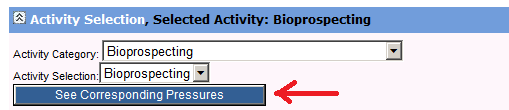 Activity Selection, Selected Activity: Bioprospecting
Activity Category: Bioprospecting
Activity Selection: Bioprospecting
See Corresponding Pressures